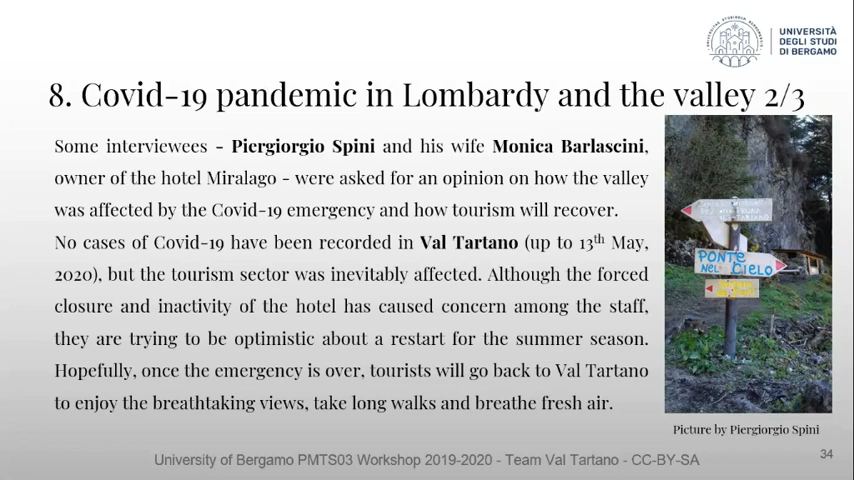 UNIVERSITÀ
DEGLI STUDI
DI BERGAMO
8. Covid-19 pandemic in Lombardy and the valley 2/3
Some interviewees - Piergiorgio Spini and his wife Monica Barlascini,
owner of the hotel Miralago - were asked for an opinion on how the valley
was affected by the Covid-19 emergency and how tourism will recover.
No cases of Covid-19 have been recorded in Val Tartano (up to 13th May,
2020), but the tourism sector was inevitably affected. Although the forced
closure and inactivity of the hotel has caused concern among the staff,
they are trying to be optimistic about a restart for the summer season.
Hopefully, once the emergency is over, tourists will go back to Val Tartano
to enjoy the breathtaking views, take long walks and breathe fresh air.
PONTE
NEL CIELO
Picture by Piergiorgio Spini
University of Bergamo PMTS03 Workshop 2019-2020 - Team Val Tartano - CC-BY-SA
34